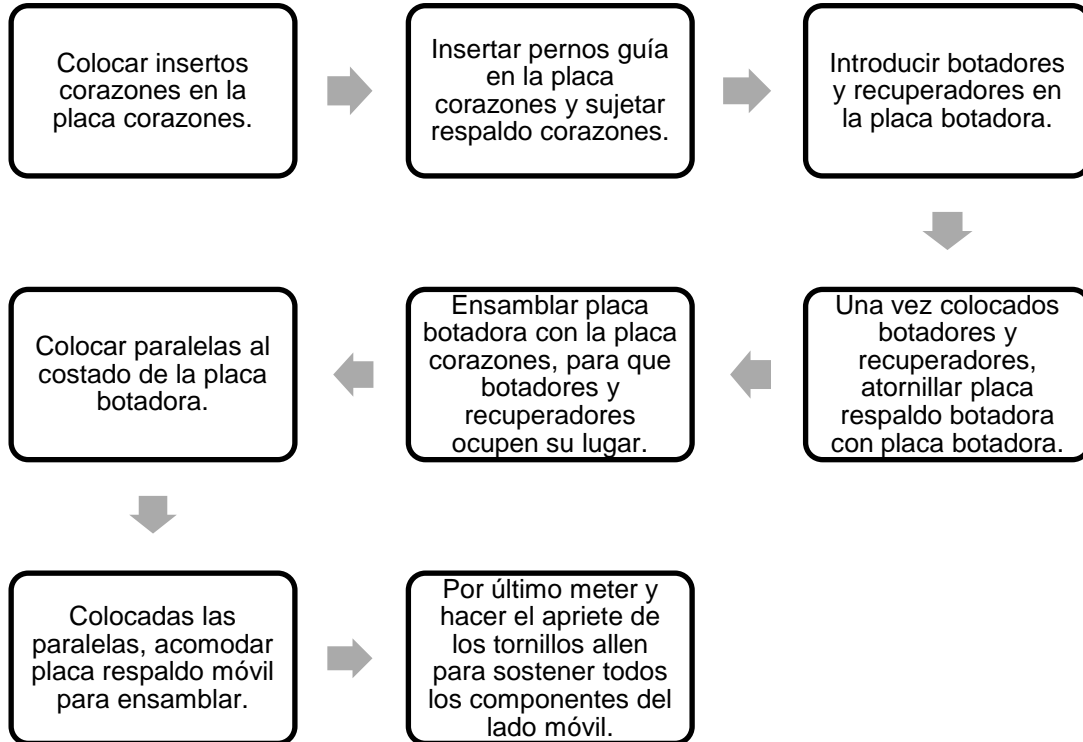 Colocar insertos
corazones en la
placa corazones.
Insertar pernos guía
en la placa
corazones y sujetar
respaldo corazones.
Introducir botadores
y recuperadores en
la placa botadora.
Una vez colocados
botadores y
recuperadores,
atornillar placa
respaldo botadora
con placa botadora.
Ensamblar placa
botadora con la placa
corazones, para que
botadores y
recuperadores
ocupen su lugar.
Colocar paralelas al
costado de la placa
botadora.
Colocadas las
paralelas, acomodar
placa respaldo móvil
para ensamblar.
Por último meter y
hacer el apriete de
los tornillos allen
para sostener todos
los componentes del
lado móvil.